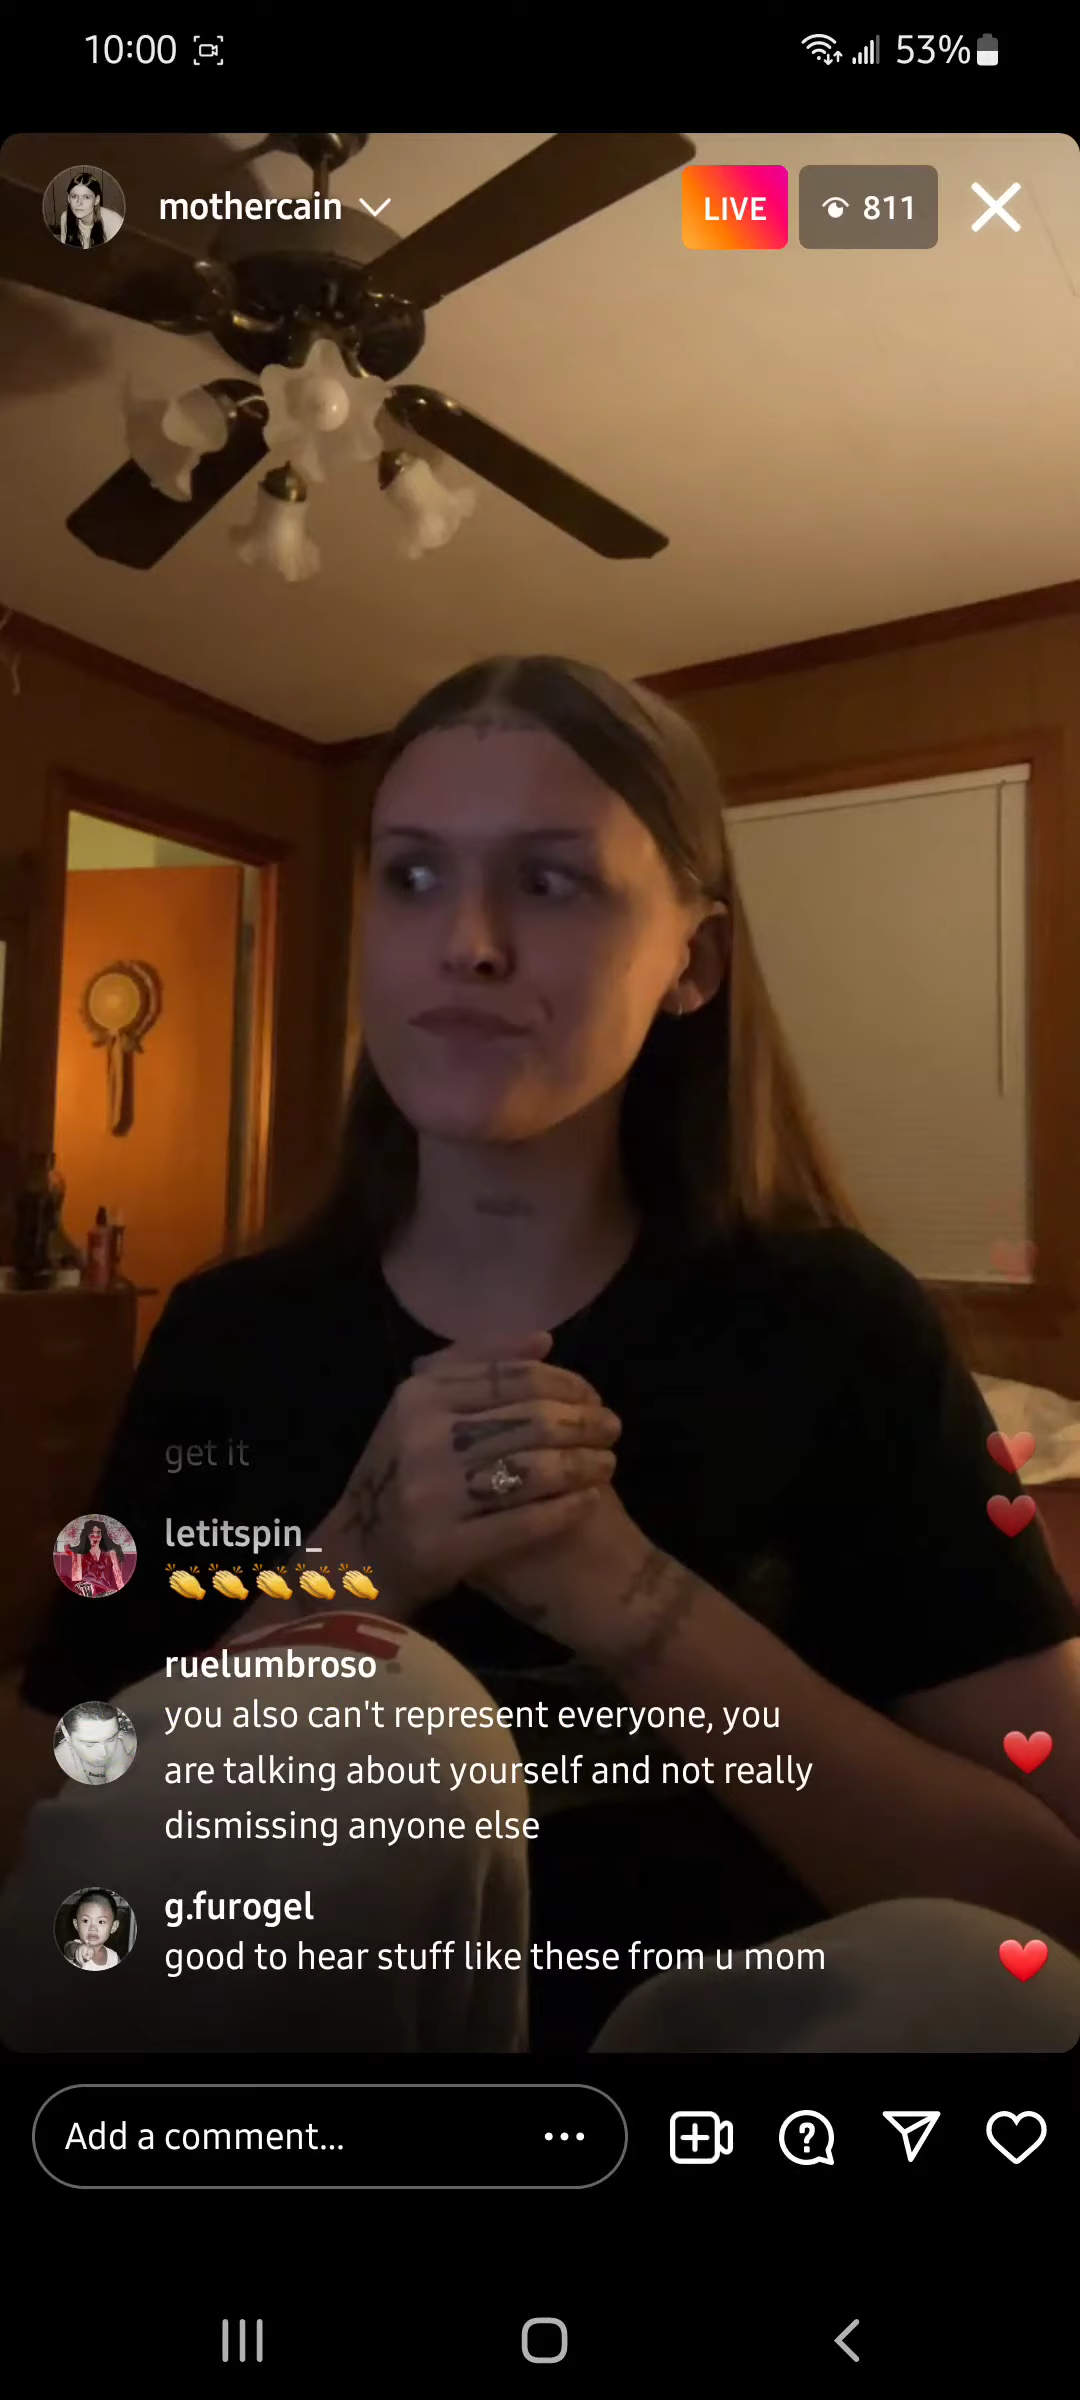 10:00
53%
mothercain
LIVE
811
get it
letitspin_
👏👏👏👏👏
ruelumbroso
you also can't represent everyone, you
are talking about yourself and not really
dismissing anyone else
g.furogel
good to hear stuff like these from u mom
Add a comment...